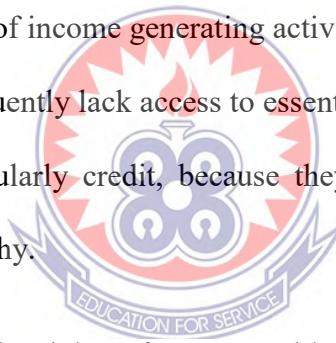 of income generating activ
uently lack access to essent
ularly credit, because they
hy.
EDUCATION FOR SERVICE